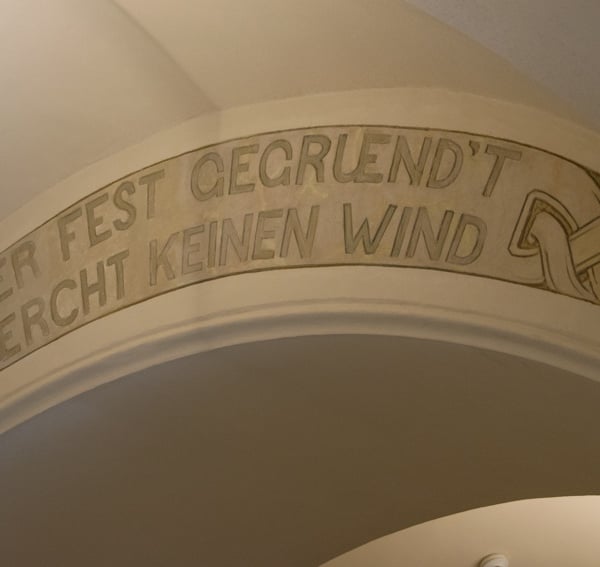 ER FEST GEGRUEND'T
ERCHT KEINEN WIND